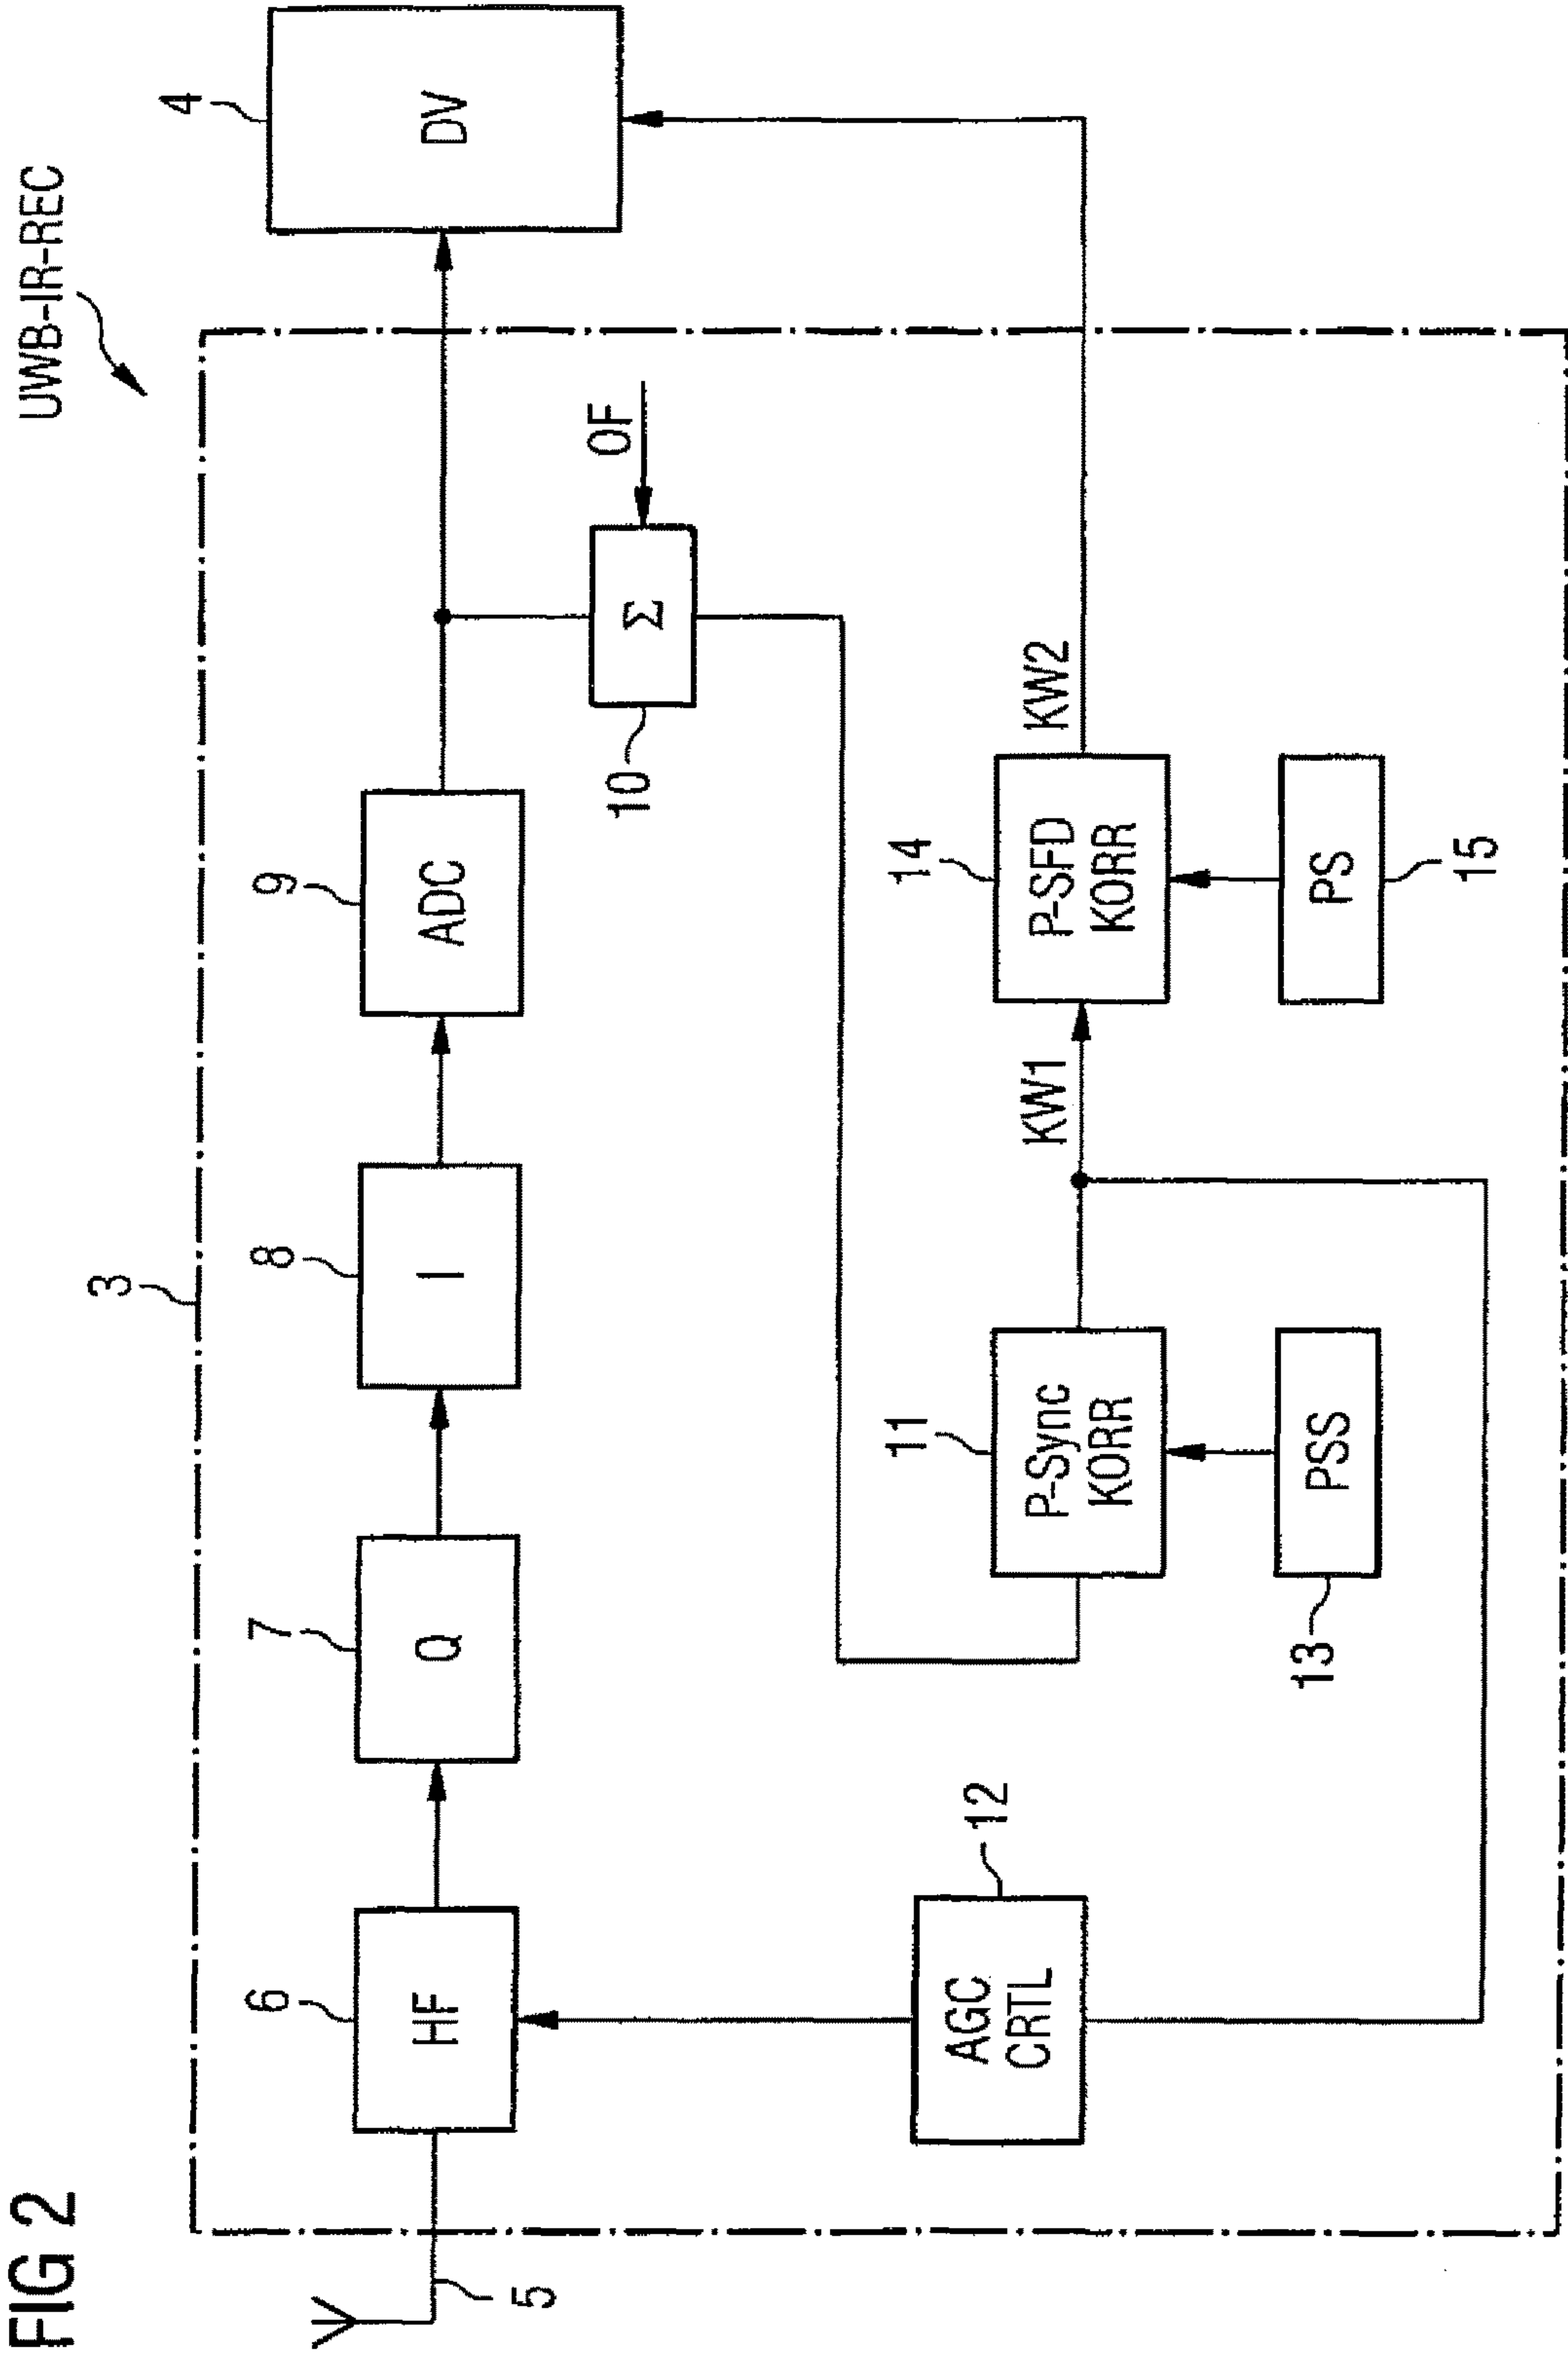 FIG 2
UWB-IR-REC
3
4
DV
6
HF
7
Q
8
I
9
ADC
5
OF
Σ
10
12
AGC
CRTL
11
P-Sync
KORR
KW1
14
P-SFD
KORR
KW2
13
PSS
PS
15